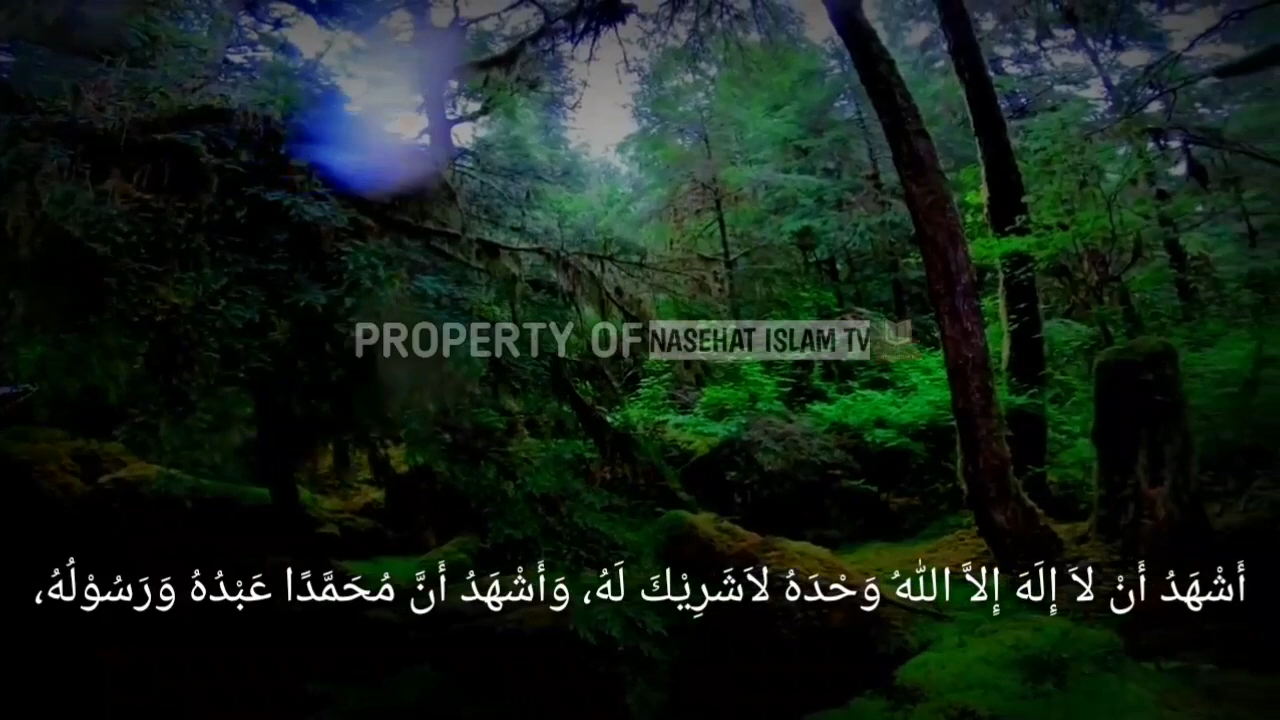 PROPERTY OF NASEHAT ISLAM TV
أَشْهَدُ أَنْ لاَ إِلَهَ إِلاَّ اللهُ وَحْدَهُ لاَشَرِيْكَ لَهُ، وَأَشْهَدُ أَنَّ مُحَمَّدًا عَبْدُهُ وَرَسُوْلُهُ،